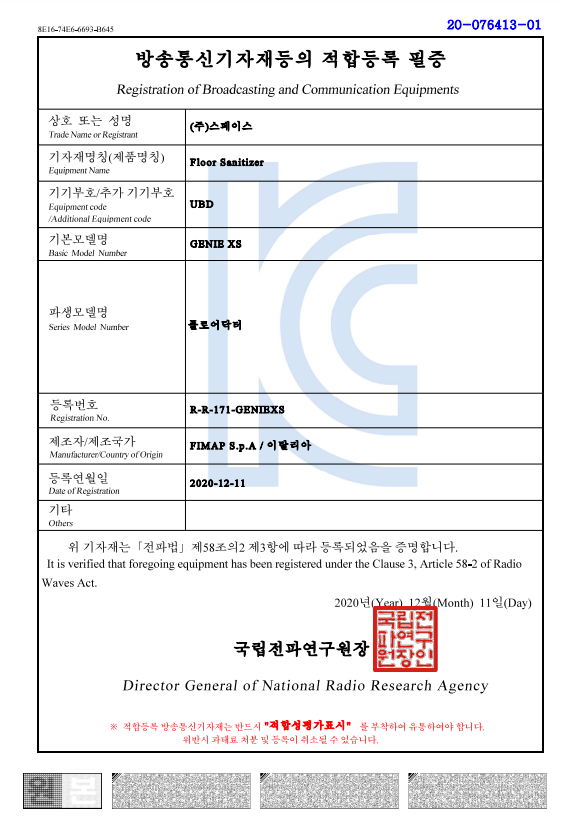 8E16-74E6-6693-B645
20-076413-01
방송통신기자재등의 적합등록 필증
Registration of Broadcasting and Communication Equipments
상호 또는 성명
Trade Name or Registrant
(주)스페이스
기자재명칭(제품명칭)
Equipment Name
Floor Sanitizer
기기부호/추가 기기부호
Equipment code
/Additional Equipment code
UBD
기본모델명
Basic Model Number
GENIE XS
파생모델명
Series Model Number
플로어닥터
등록번호
Registration No.
R-R-171-GENIEXS
제조자/제조국가
Manufacturer/Country of Origin
FIMAP S.p.A / 이탈리아
등록연월일
Date of Registration
2020-12-11
기타
Others
위 기자재는「전파법」제58조의2 제3항에 따라 등록되었음을 증명합니다.
It is verified that foregoing equipment has been registered under the Clause 3, Article 58-2 of Radio
Waves Act.
2020년(Year) 12월(Month) 11일(Day)
국립전파연구원장
국립전
파연구
원장인
Director General of National Radio Research Agency
※ 적합등록 방송통신기자재는 반드시 "적합성평가표시" 를 부착하여 유통하여야 합니다.
위반시 과태료 처분 및 등록이 취소될 수 있습니다.
원본